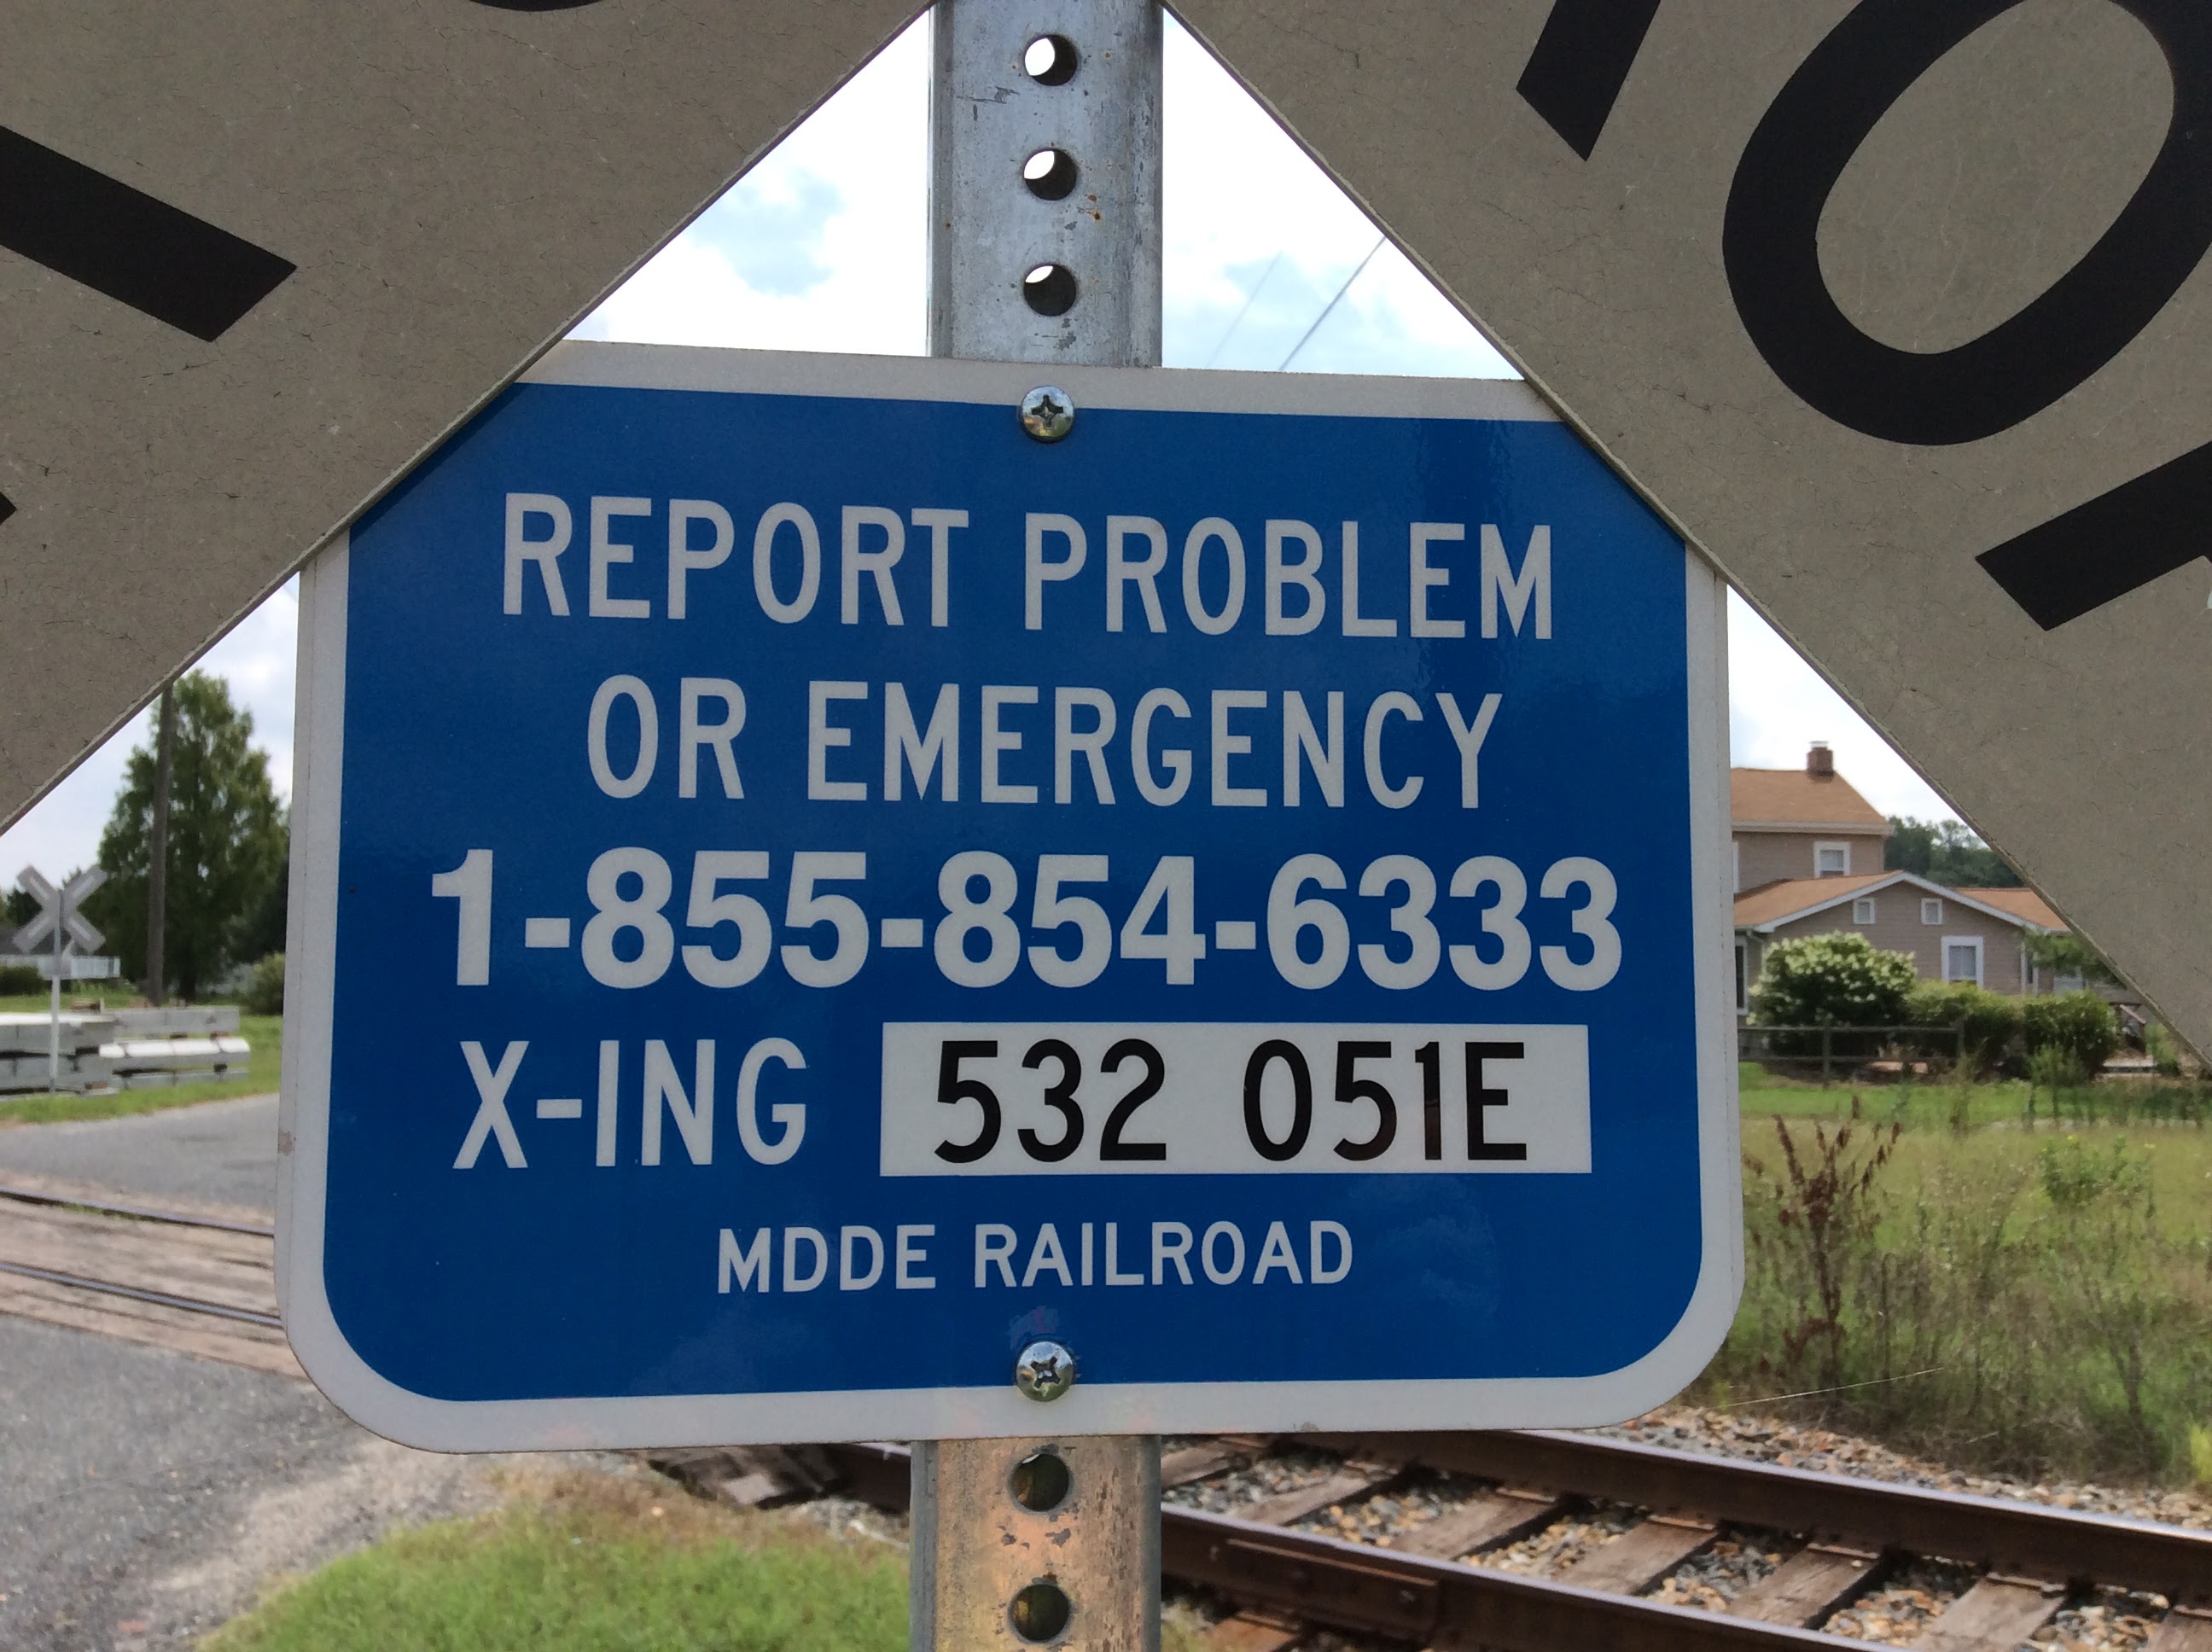 REPORT PROBLEM
OR EMERGENCY
1-855-854-6333
X-ING 532 051E
MDDE RAILROAD